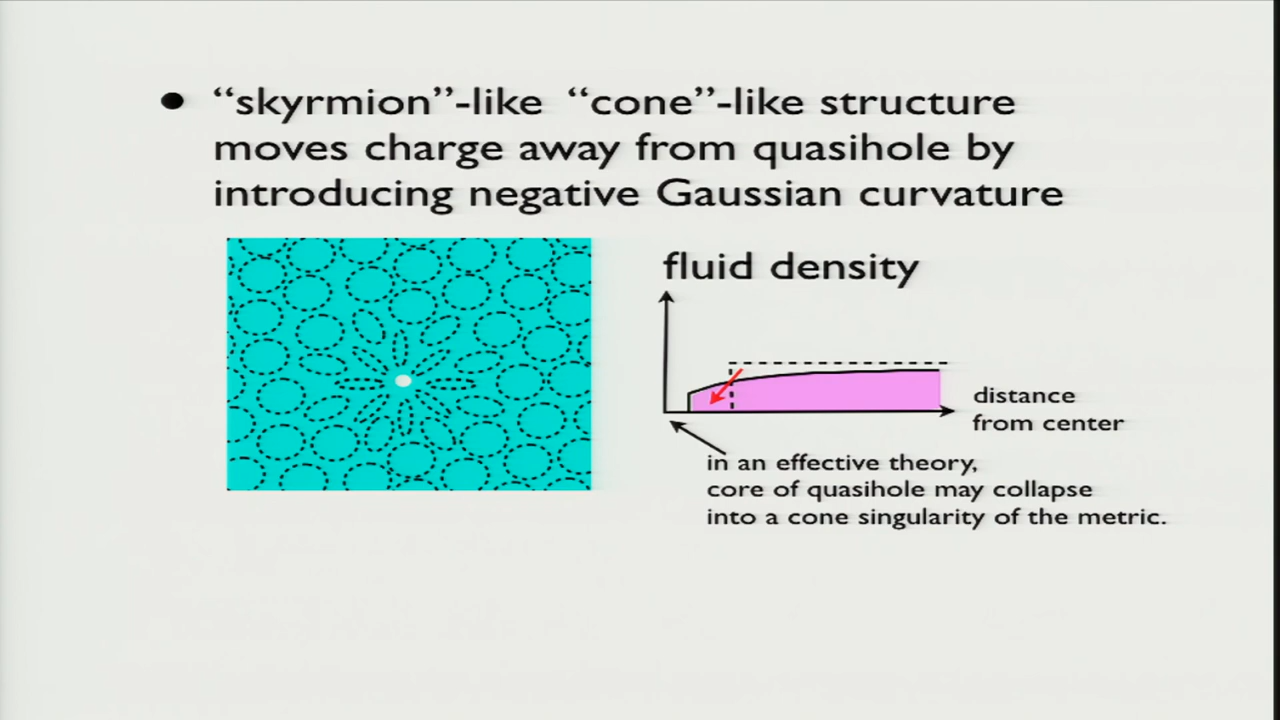 • “skyrmion”-like “cone”-like structure
moves charge away from quasihole by
introducing negative Gaussian curvature
fluid density
distance
from center
in an effective theory,
core of quasihole may collapse
into a cone singularity of the metric.